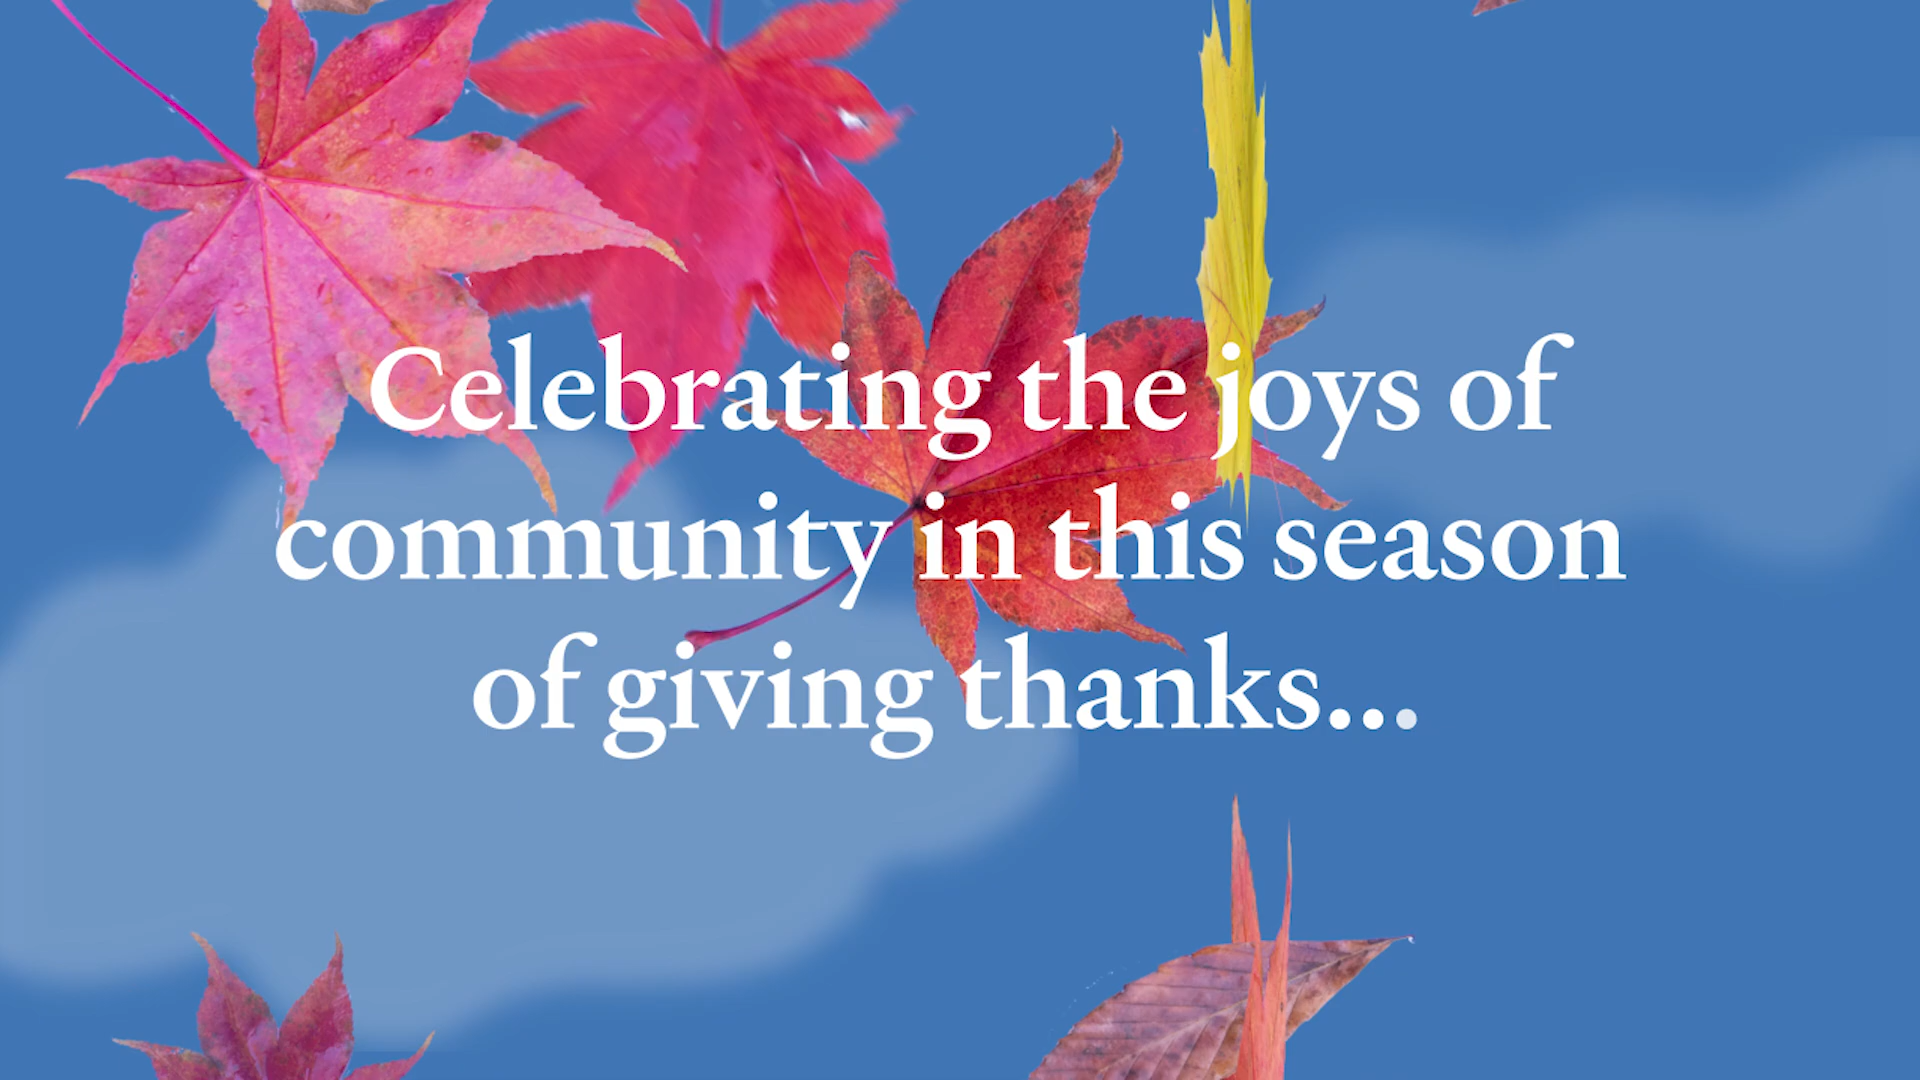 Celebrating the joys of
community in this season
of giving thanks...